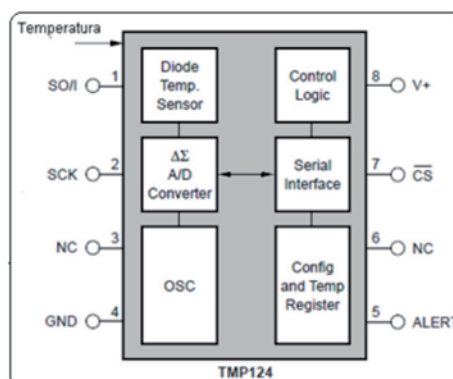 Temperatura
SO/I 1
Diode
Temp.
Sensor
Control
Logic
8 V+
SCK 2
ΔΣ
A/D
Converter
Serial
Interface
7 C̅S̅
NC 3
OSC
Config
and Temp
Register
6 NC
GND 4
5 ALERT
TMP124